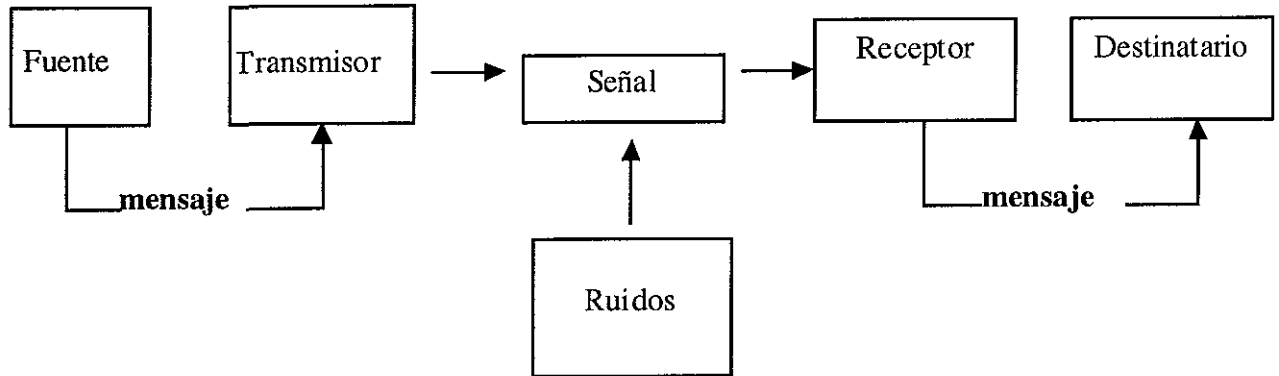 Fuente
Transmisor
Señal
Receptor
Destinatario
mensaje
mensaje
Ruidos